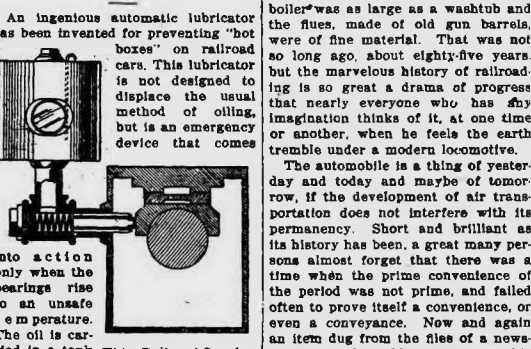 An ingenious automatic lubricator
has been invented for preventing "hot
boxes" on railroad
cars. This lubricator
is not designed to
displace the usual
method of oiling,
but is an emergency
device that comes
into action
only when the
bearings rise
to an unsafe
temperature.
The oil is car-
boiler was as large as a washtub and
the flues, made of old gun barrels,
were of fine material. That was not
so long ago, about eighty-five years,
but the marvelous history of railroad-
ing is so great a drama of progress
that nearly everyone who has any
imagination thinks of it, at one time
or another, when he feels the earth
tremble under a modern locomotive.
The automobile is a thing of yester-
day and today and maybe of tomor-
row, if the development of air trans-
portation does not interfere with its
permanency. Short and brilliant as
its history has been, a great many per-
sons almost forget that there was a
time when the prime convenience of
the period was not prime, and failed
often to prove itself a convenience, or
even a conveyance. Now and again
an item dug from the files of a news-